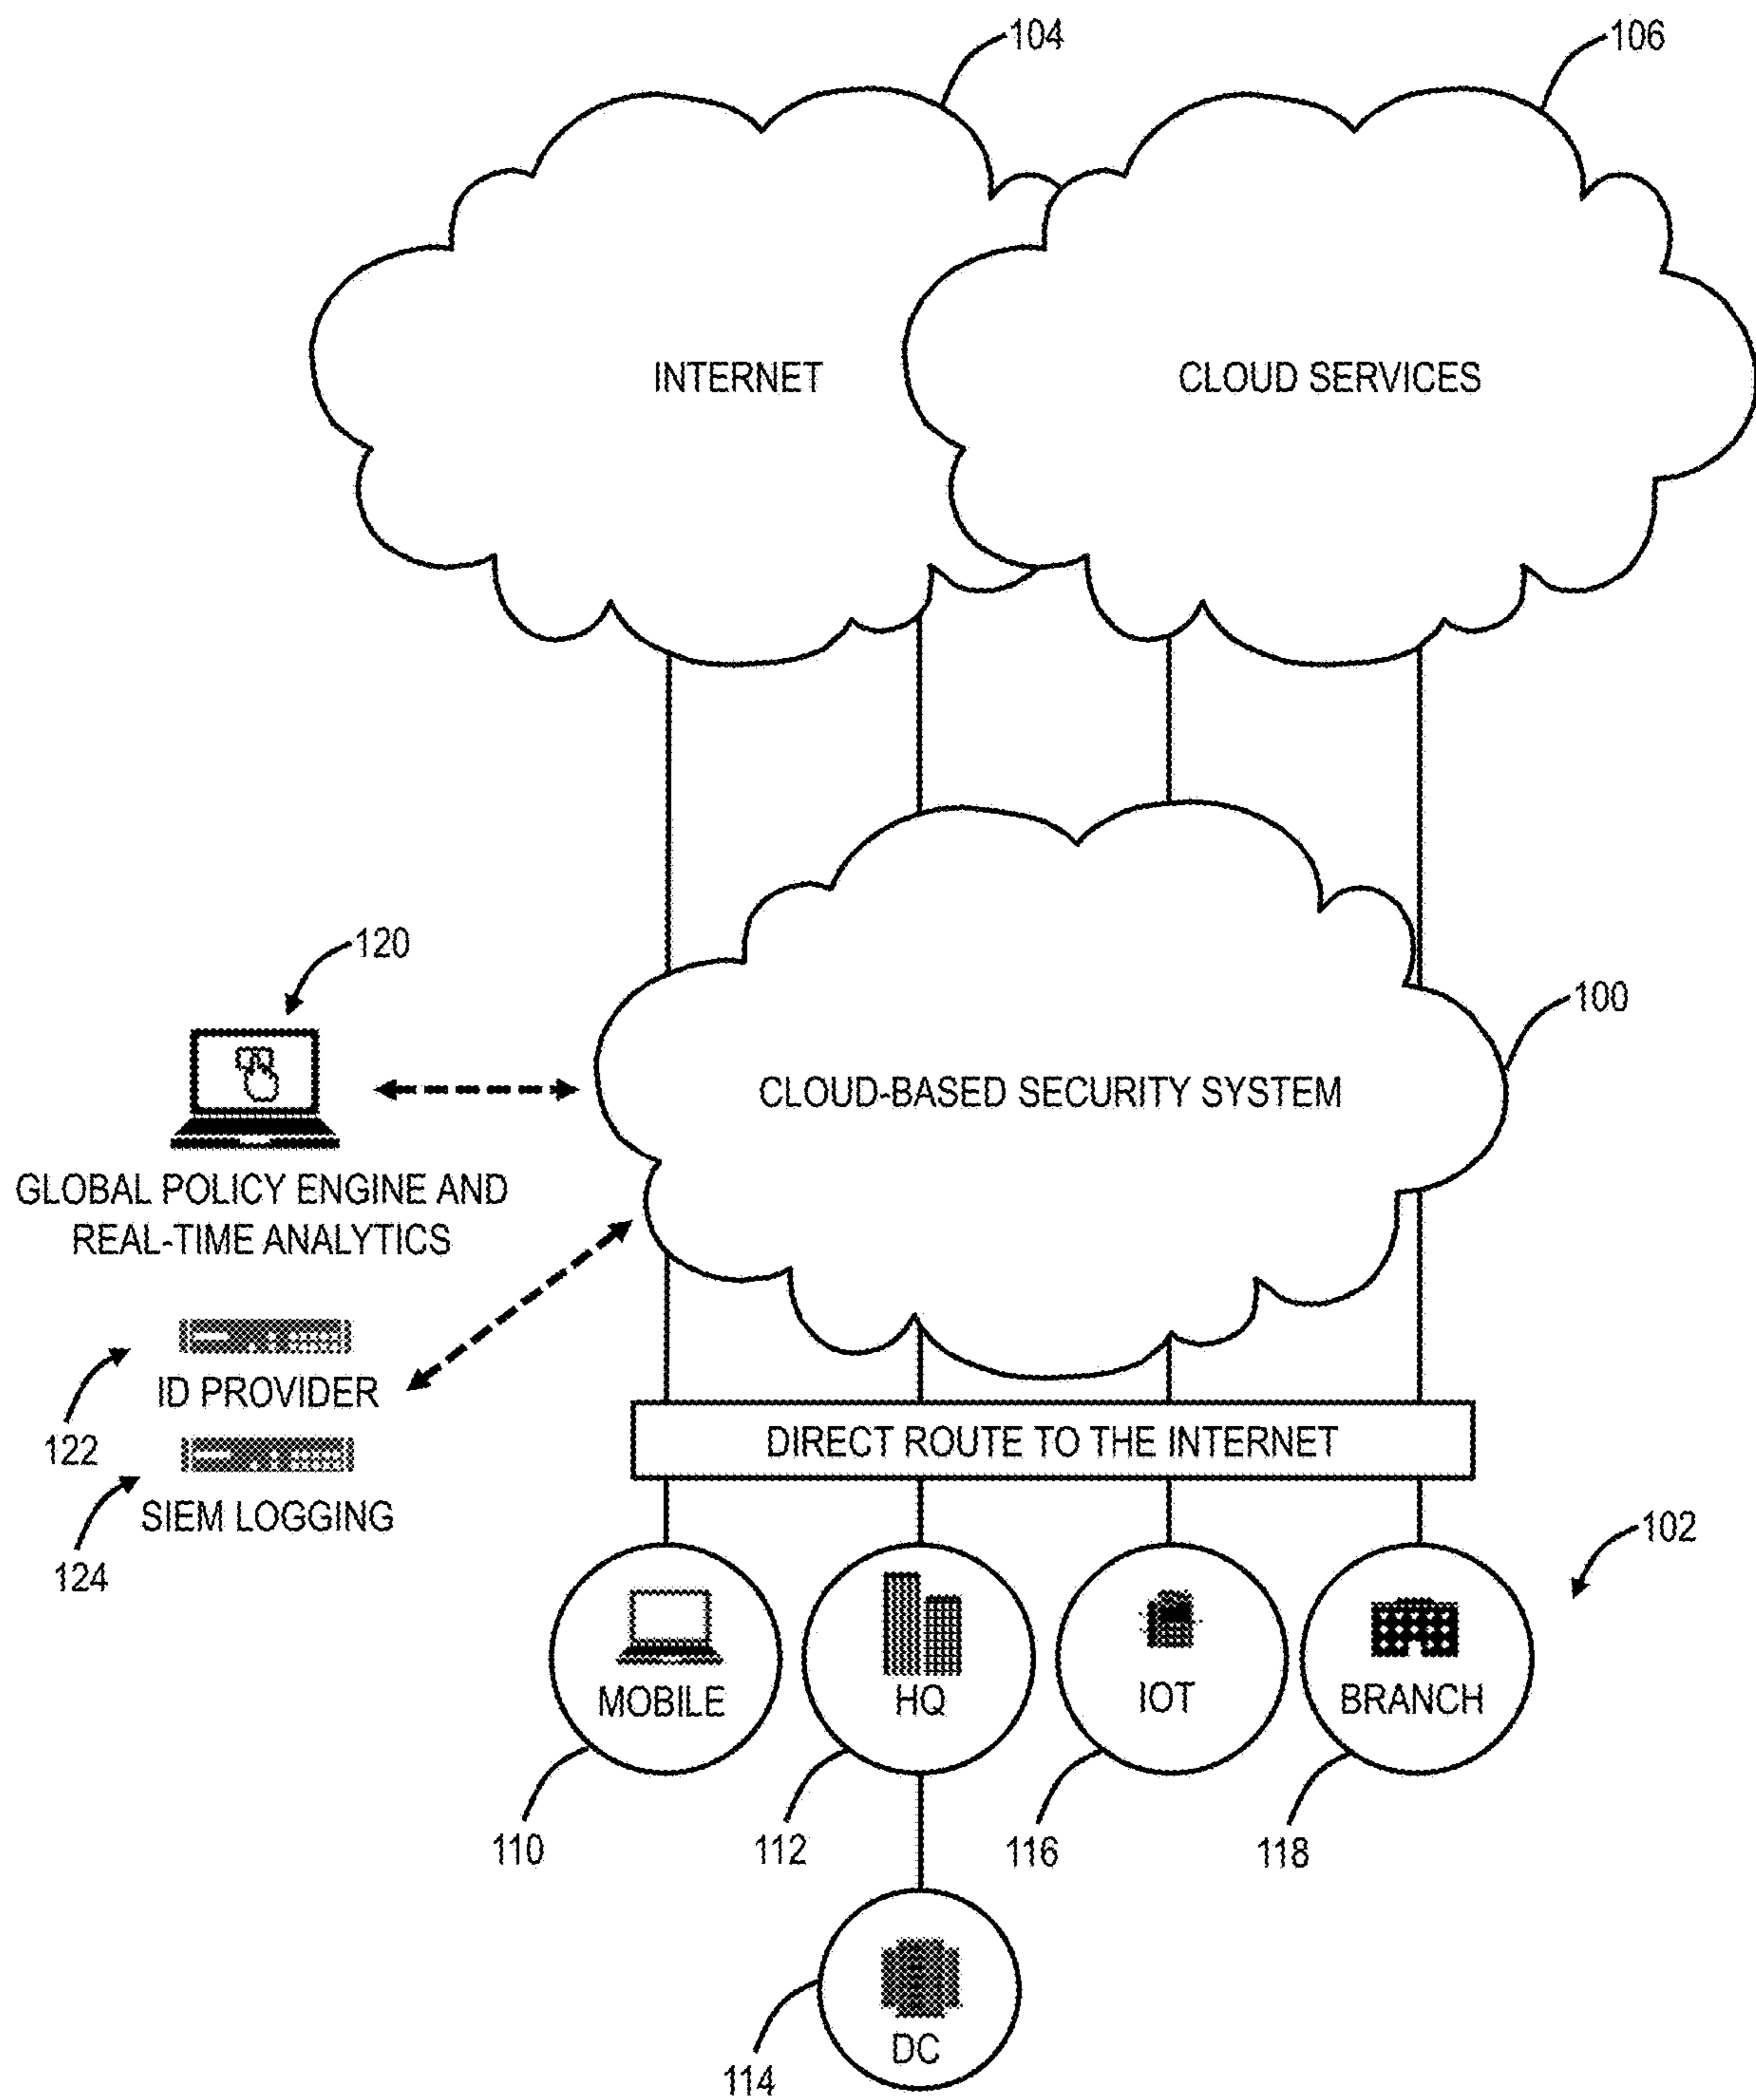 104
106
INTERNET
CLOUD SERVICES
120
100
CLOUD-BASED SECURITY SYSTEM
GLOBAL POLICY ENGINE AND
REAL-TIME ANALYTICS
ID PROVIDER
122
DIRECT ROUTE TO THE INTERNET
SIEM LOGGING
124
102
MOBILE
HQ
IOT
BRANCH
110
112
116
118
DC
114